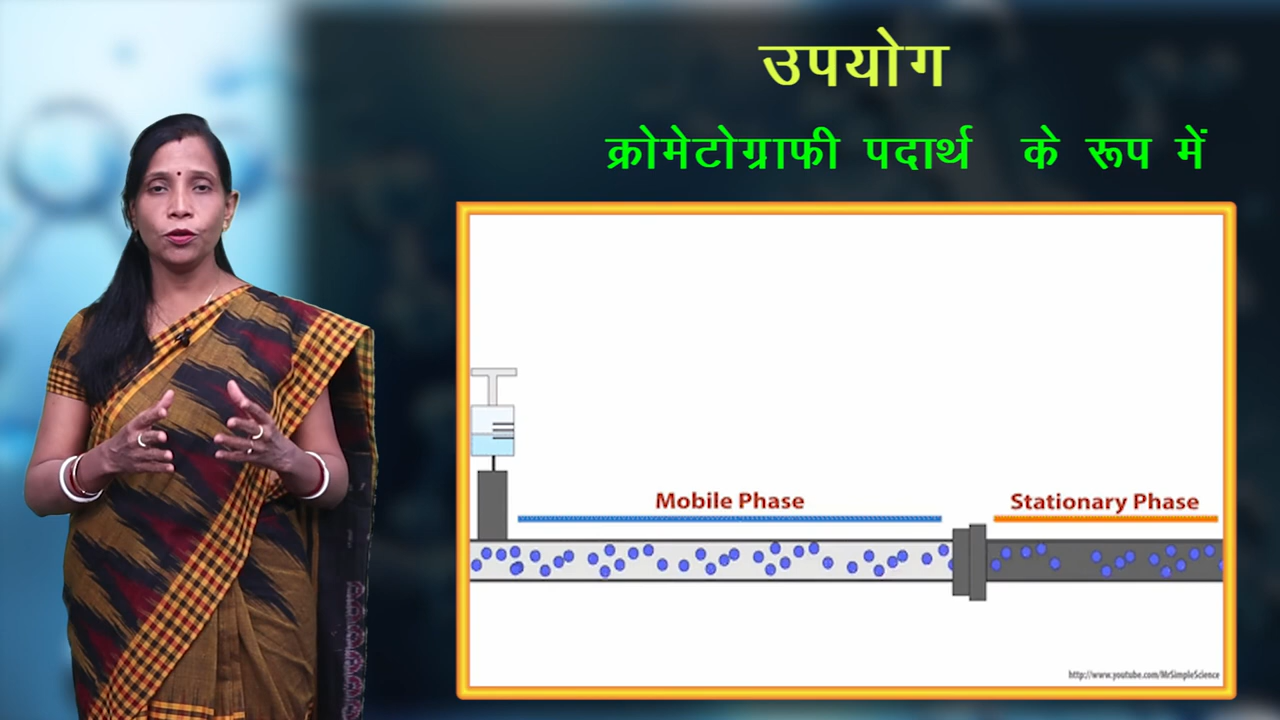 उपयोग
क्रोमेटोग्राफी पदार्थ के रूप में
Mobile Phase
Stationary Phase
http://www.youtube.com/MrSimpleScience